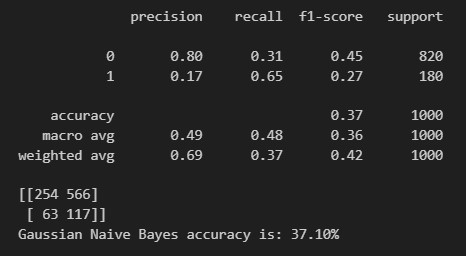 precision recall f1-score support
0 0.80 0.31 0.45 820
1 0.17 0.65 0.27 180
accuracy 0.37 1000
macro avg 0.49 0.48 0.36 1000
weighted avg 0.69 0.37 0.42 1000
[[254 566]
[ 63 117]]
Gaussian Naive Bayes accuracy is: 37.10%